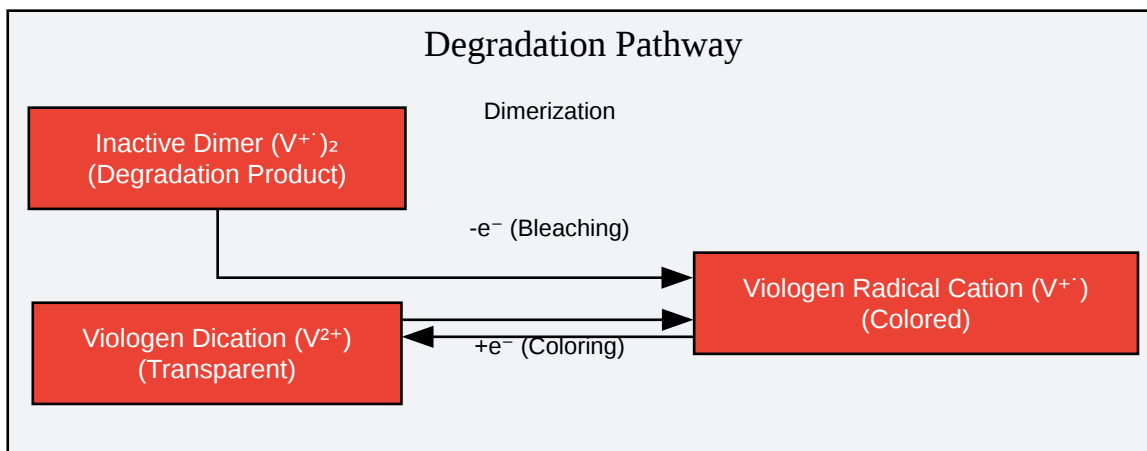 Degradation Pathway
Dimerization
Inactive Dimer (V⁺˙)₂
(Degradation Product)
-e⁻ (Bleaching)
Viologen Radical Cation (V⁺˙)
(Colored)
Viologen Dication (V²⁺)
(Transparent)
+e⁻ (Coloring)